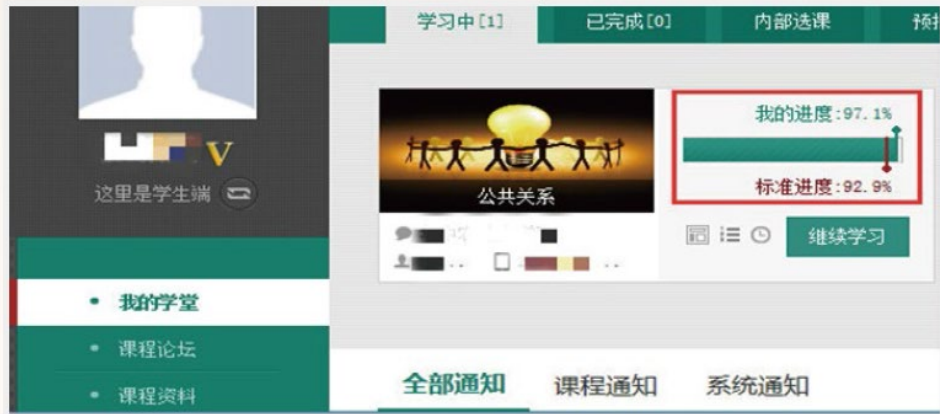 学习中[1]
已完成[0]
内部选课
V
这里是学生端
公共关系
我的进度:97.1%
标准进度:92.9%
继续学习
我的学堂
课程论坛
课程资料
全部通知
课程通知
系统通知